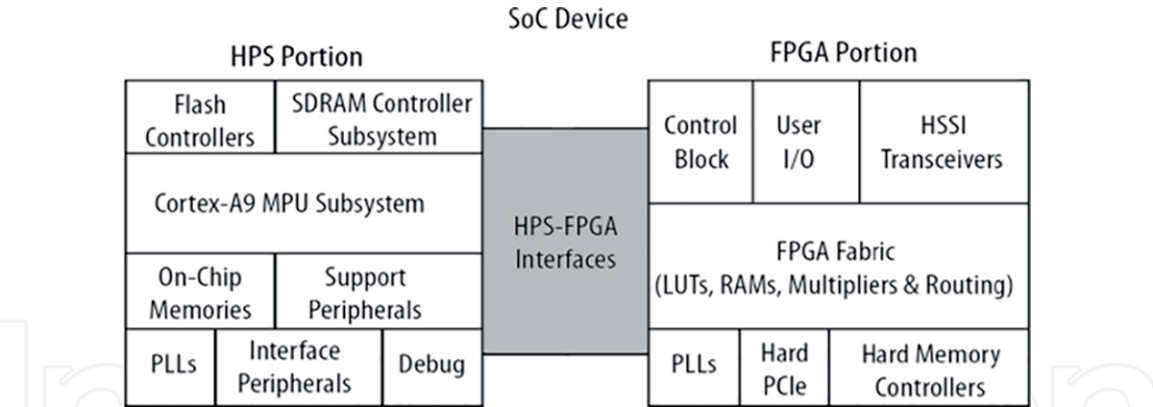 SoC Device
HPS Portion
FPGA Portion
Flash
Controllers
SDRAM Controller
Subsystem
Cortex-A9 MPU Subsystem
On-Chip
Memories
Support
Peripherals
PLLs
Interface
Peripherals
Debug
HPS-FPGA
Interfaces
Control
Block
User
I/O
HSSI
Transceivers
FPGA Fabric
(LUTs, RAMs, Multipliers & Routing)
PLLs
Hard
PCIe
Hard Memory
Controllers